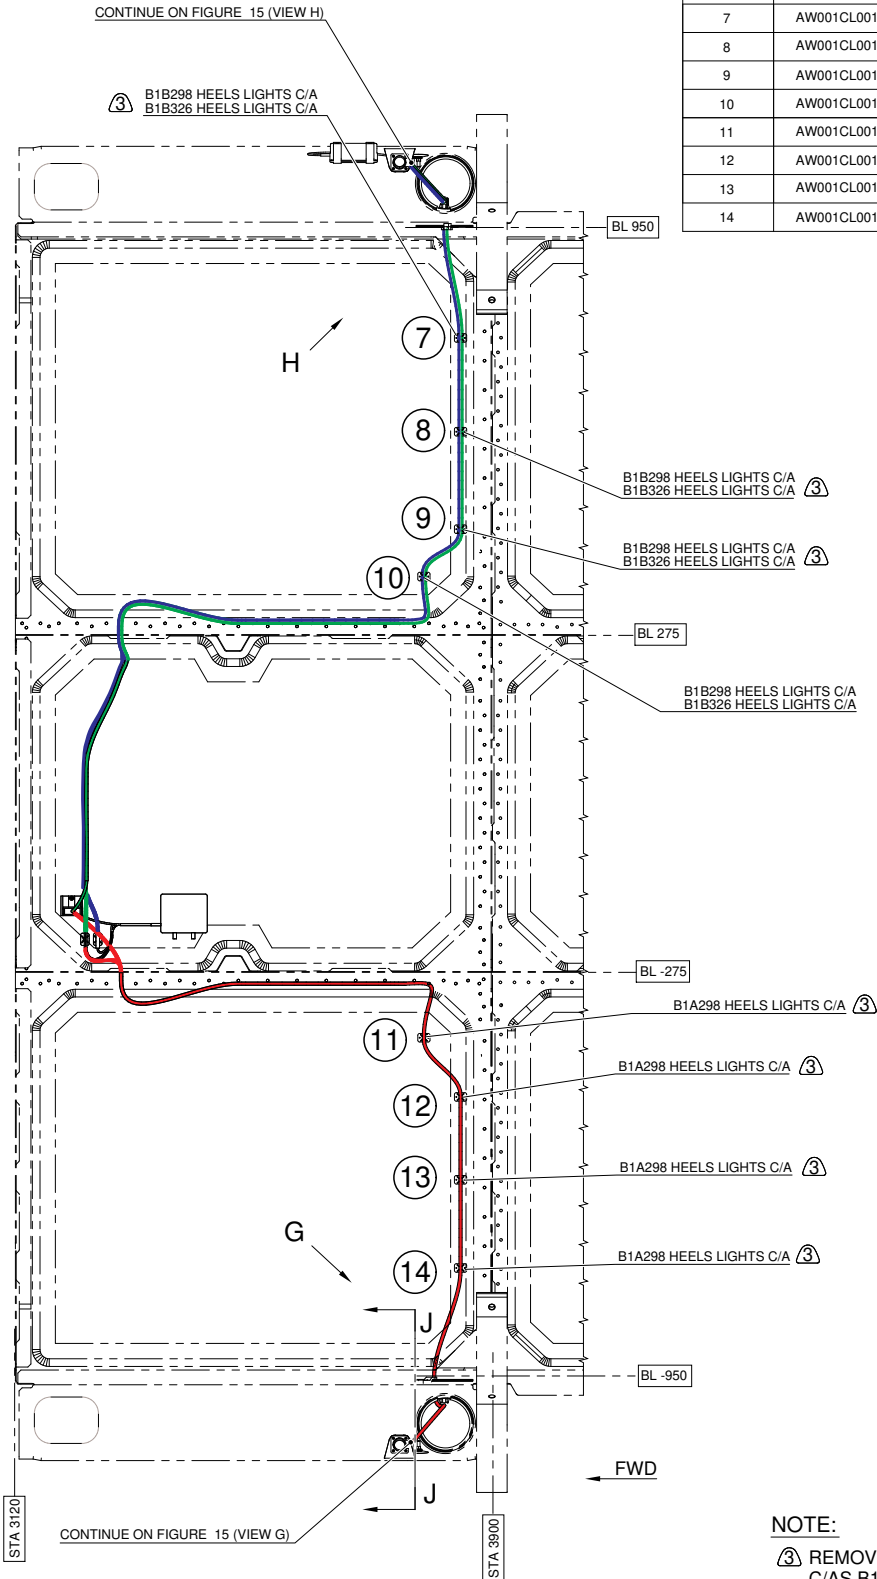 CONTINUE ON FIGURE 15 (VIEW H)
7 AW001CL001
8 AW001CL001
9 AW001CL001
10 AW001CL001
11 AW001CL001
12 AW001CL001
13 AW001CL001
14 AW001CL001
3 B1B298 HEELS LIGHTS C/A
B1B326 HEELS LIGHTS C/A
BL 950
7
H
8
B1B298 HEELS LIGHTS C/A
B1B326 HEELS LIGHTS C/A 3
9
B1B298 HEELS LIGHTS C/A
B1B326 HEELS LIGHTS C/A 3
10
BL 275
B1B298 HEELS LIGHTS C/A
B1B326 HEELS LIGHTS C/A
BL -275
B1A298 HEELS LIGHTS C/A 3
11
B1A298 HEELS LIGHTS C/A 3
12
B1A298 HEELS LIGHTS C/A 3
13
G
B1A298 HEELS LIGHTS C/A 3
14
J
BL -950
FWD
J
STA 3120
CONTINUE ON FIGURE 15 (VIEW G)
STA 3900
NOTE:
3 REMOV
C/AS B1